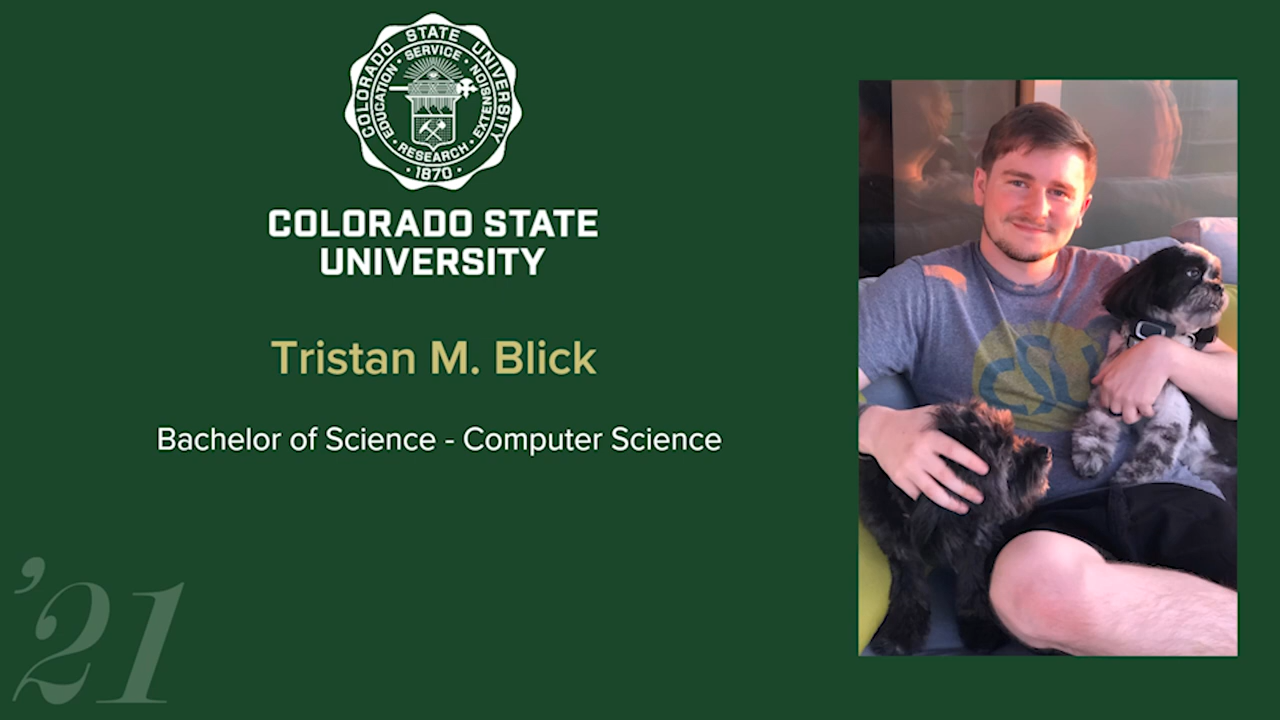 COLORADO STATE UNIVERSITY
EDUCATION • SERVICE • EXTENSION
• RESEARCH •
• 1870 •
COLORADO STATE
UNIVERSITY
Tristan M. Blick
Bachelor of Science - Computer Science
CSU
’21